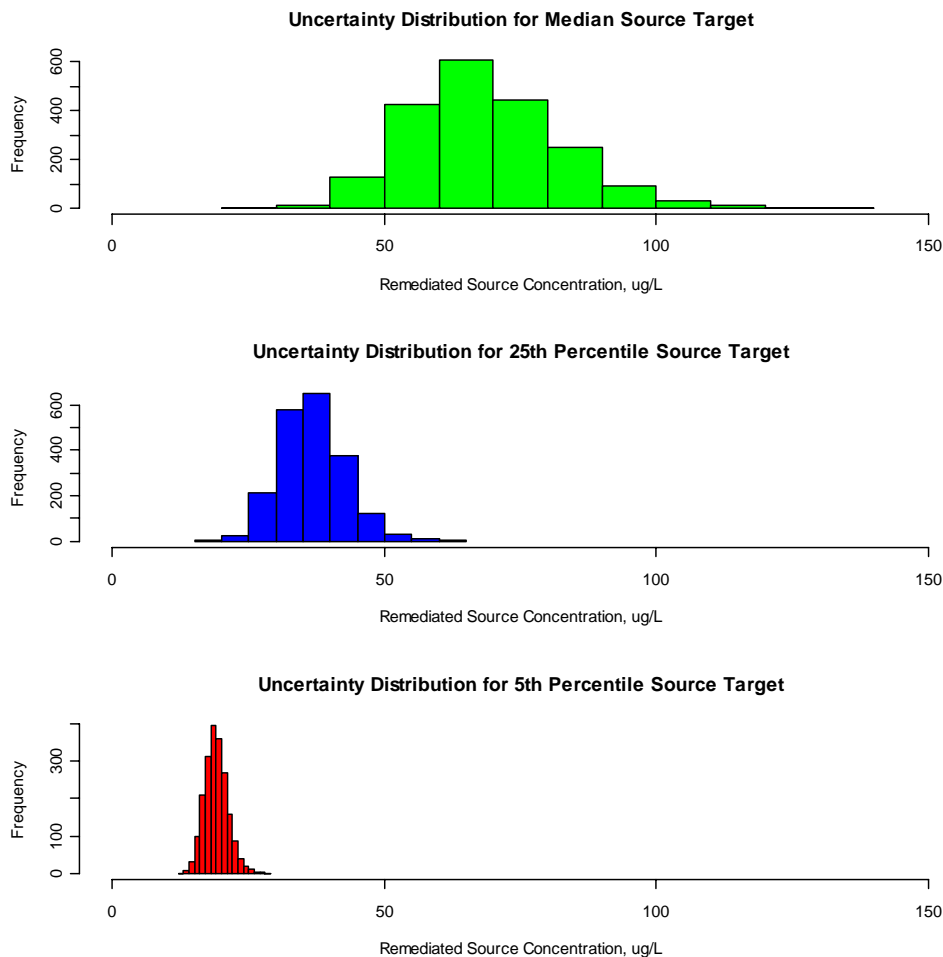 Uncertainty Distribution for Median Source Target
Frequency
600
400
200
0
0 50 100 150
Remediated Source Concentration, ug/L
Uncertainty Distribution for 25th Percentile Source Target
Frequency
600
400
200
0
0 50 100 150
Remediated Source Concentration, ug/L
Uncertainty Distribution for 5th Percentile Source Target
Frequency
300
100
0
0 50 100 150
Remediated Source Concentration, ug/L